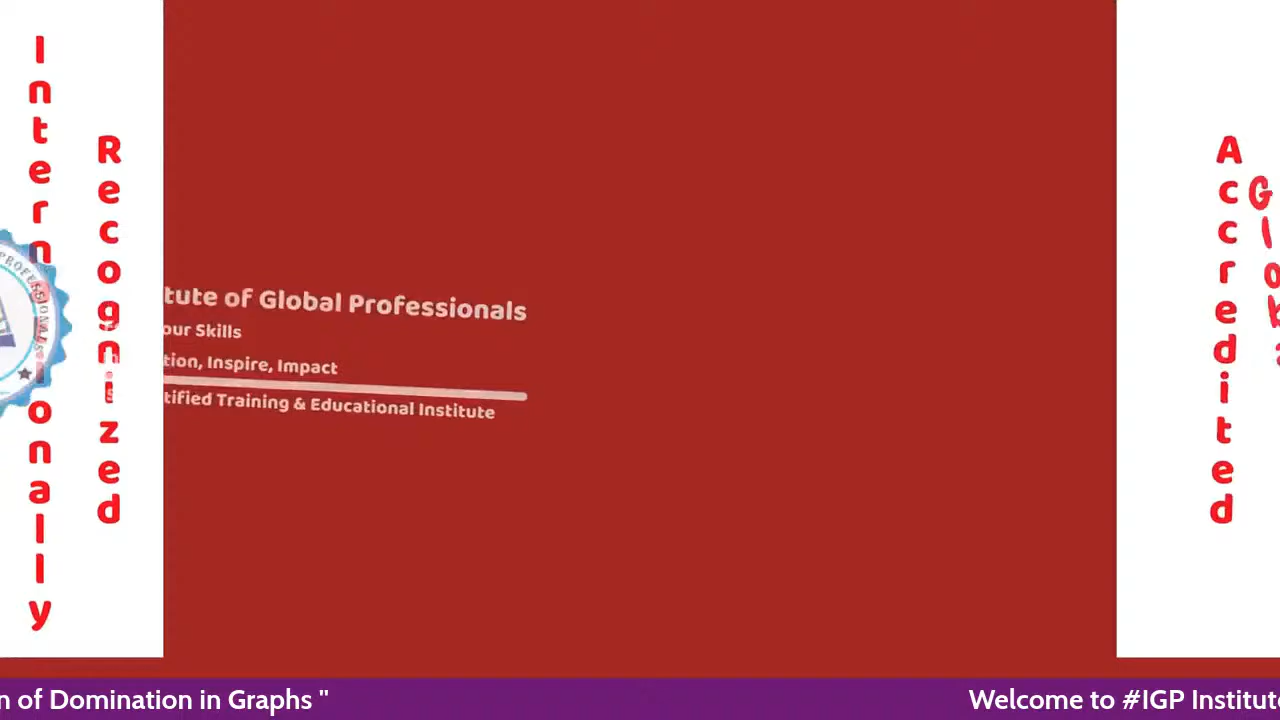 Internationally
Recognized
tute of Global Professionals
our Skills
tion, Inspire, Impact
tified Training & Educational Institute
Accredited
Glob
n of Domination in Graphs "
Welcome to #IGP Institut